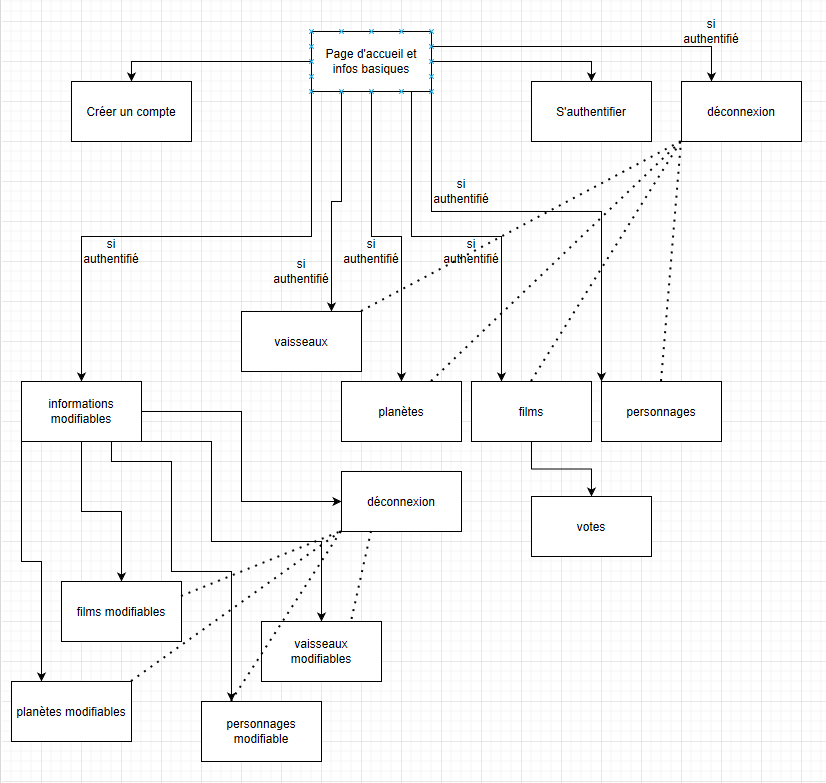 si
authentifié
Page d'accueil et
infos basiques
Créer un compte
S'authentifier
déconnexion
si
authentifié
si
authentifié
si
authentifié
si
authentifié
si
authentifié
vaisseaux
informations
modifiables
planètes
films
personnages
déconnexion
votes
films modifiables
vaisseaux
modifiables
planètes modifiables
personnages
modifiable